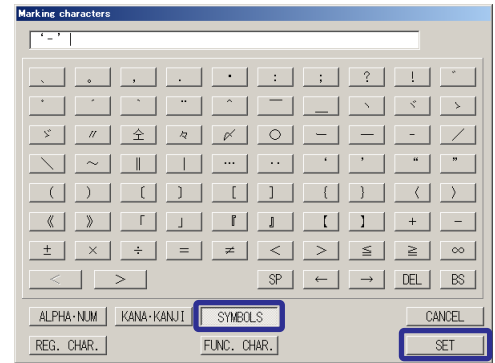 Marking characters
‘-’
、 。 , . ・ : ; ? ! ゛
゜ ´ ｀ ¨ ^ ￣ ＿ ヽ ヾ ゝ
ゞ 〃 仝 々 〆 ○ ー — - ／
＼ ～ ‖ | … ‥ ‘ ’ “ ”
( ) 〔 〕 [ ] { } 〈 〉
《 》 「 」 『 』 【 】 + −
± × ÷ = ≠ < > ≦ ≧ ∞
< > SP ← → DEL BS
ALPHA・NUM KANA・KANJI SYMBOLS CANCEL
REG. CHAR. FUNC. CHAR. SET